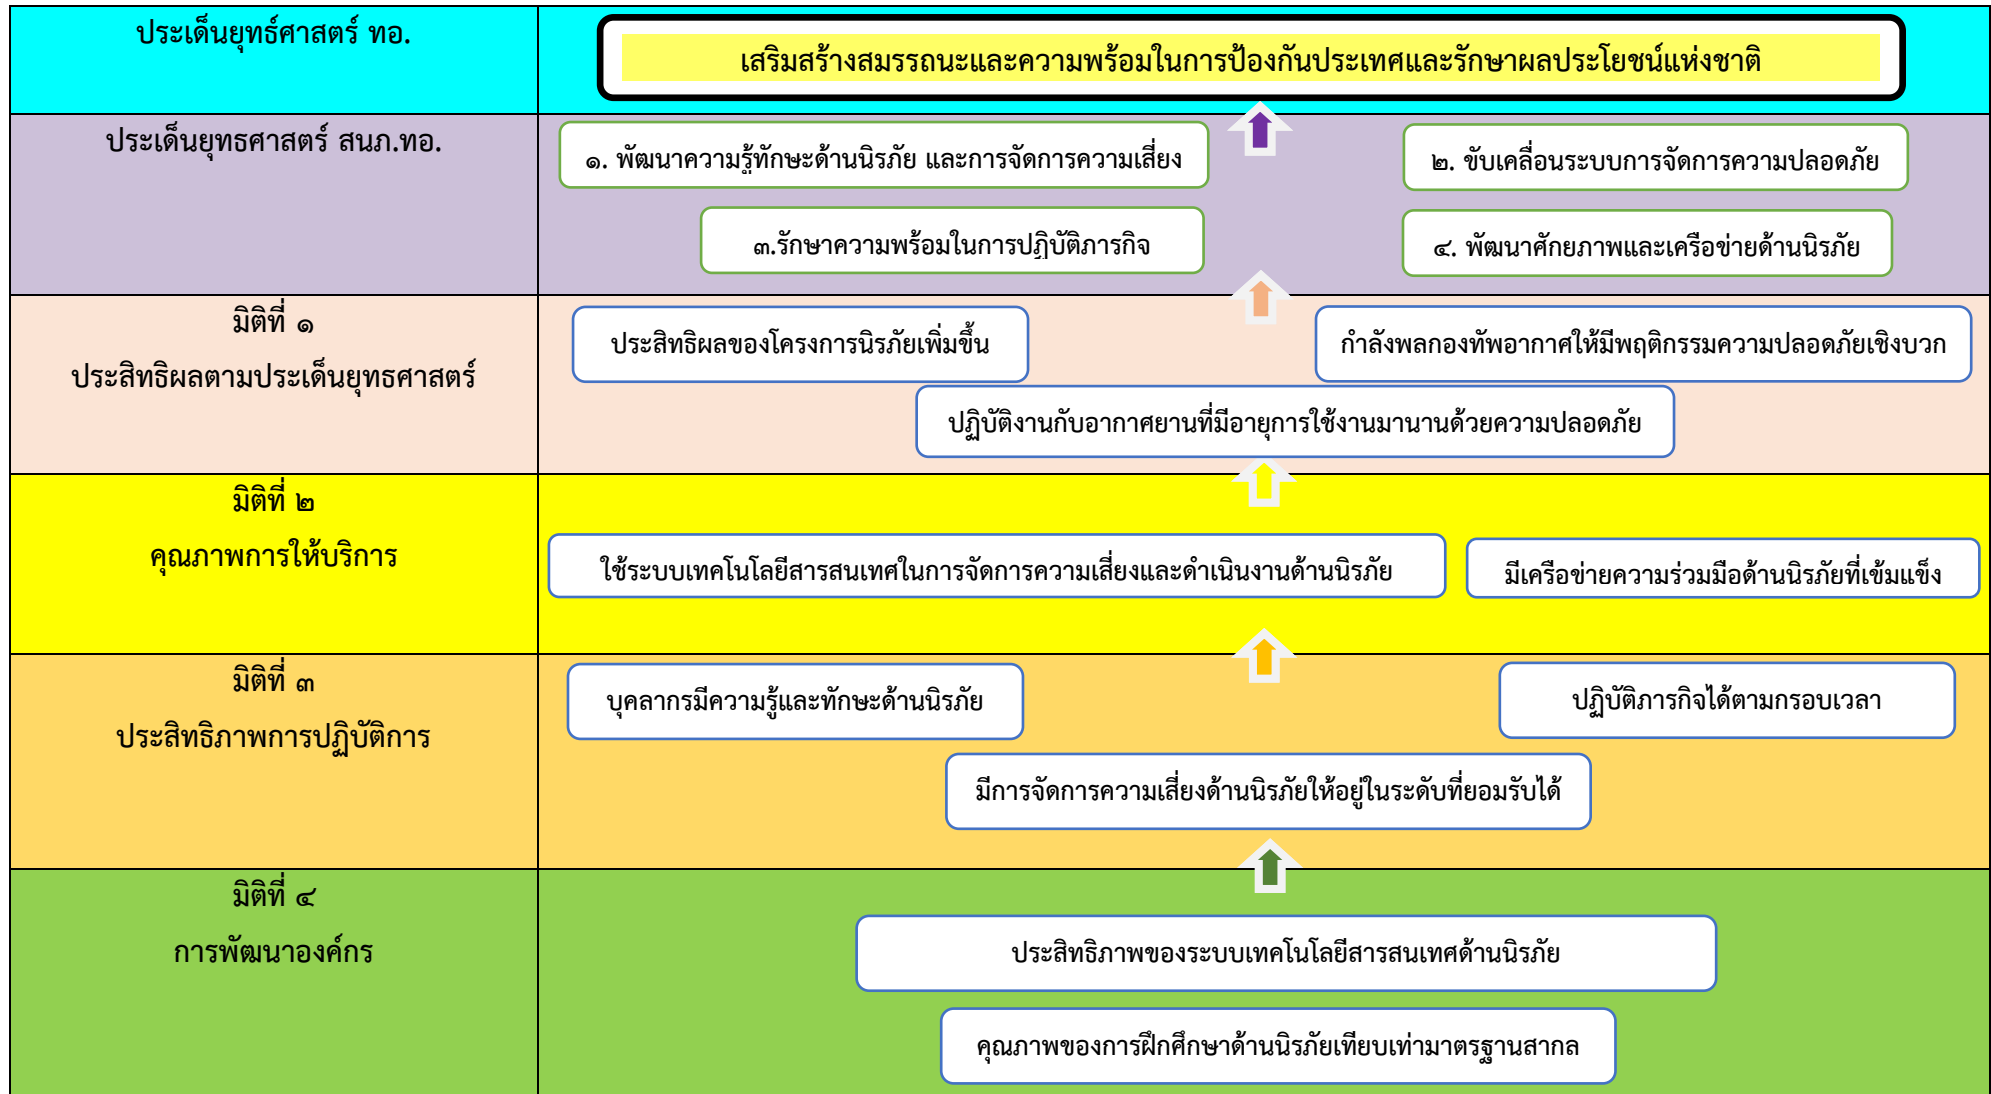 ประเด็นยุทธ์ศาสตร์ ทอ.
เสริมสร้างสมรรถนะและความพร้อมในการป้องกันประเทศและรักษาผลประโยชน์แห่งชาติ
ประเด็นยุทธศาสตร์ สนภ.ทอ.
๑. พัฒนาความรู้ทักษะด้านนิรภัย และการจัดการความเสี่ยง
๒. ขับเคลื่อนระบบการจัดการความปลอดภัย
๓.รักษาความพร้อมในการปฏิบัติภารกิจ
๔. พัฒนาศักยภาพและเครือข่ายด้านนิรภัย
มิติที่ ๑
ประสิทธิผลตามประเด็นยุทธศาสตร์
ประสิทธิผลของโครงการนิรภัยเพิ่มขึ้น
กำลังพลกองทัพอากาศให้มีพฤติกรรมความปลอดภัยเชิงบวก
ปฏิบัติงานกับอากาศยานที่มีอายุการใช้งานมานานด้วยความปลอดภัย
มิติที่ ๒
คุณภาพการให้บริการ
ใช้ระบบเทคโนโลยีสารสนเทศในการจัดการความเสี่ยงและดำเนินงานด้านนิรภัย
มีเครือข่ายความร่วมมือด้านนิรภัยที่เข้มแข็ง
มิติที่ ๓
ประสิทธิภาพการปฏิบัติการ
บุคลากรมีความรู้และทักษะด้านนิรภัย
ปฏิบัติภารกิจได้ตามกรอบเวลา
มีการจัดการความเสี่ยงด้านนิรภัยให้อยู่ในระดับที่ยอมรับได้
มิติที่ ๔
การพัฒนาองค์กร
ประสิทธิภาพของระบบเทคโนโลยีสารสนเทศด้านนิรภัย
คุณภาพของการฝึกศึกษาด้านนิรภัยเทียบเท่ามาตรฐานสากล